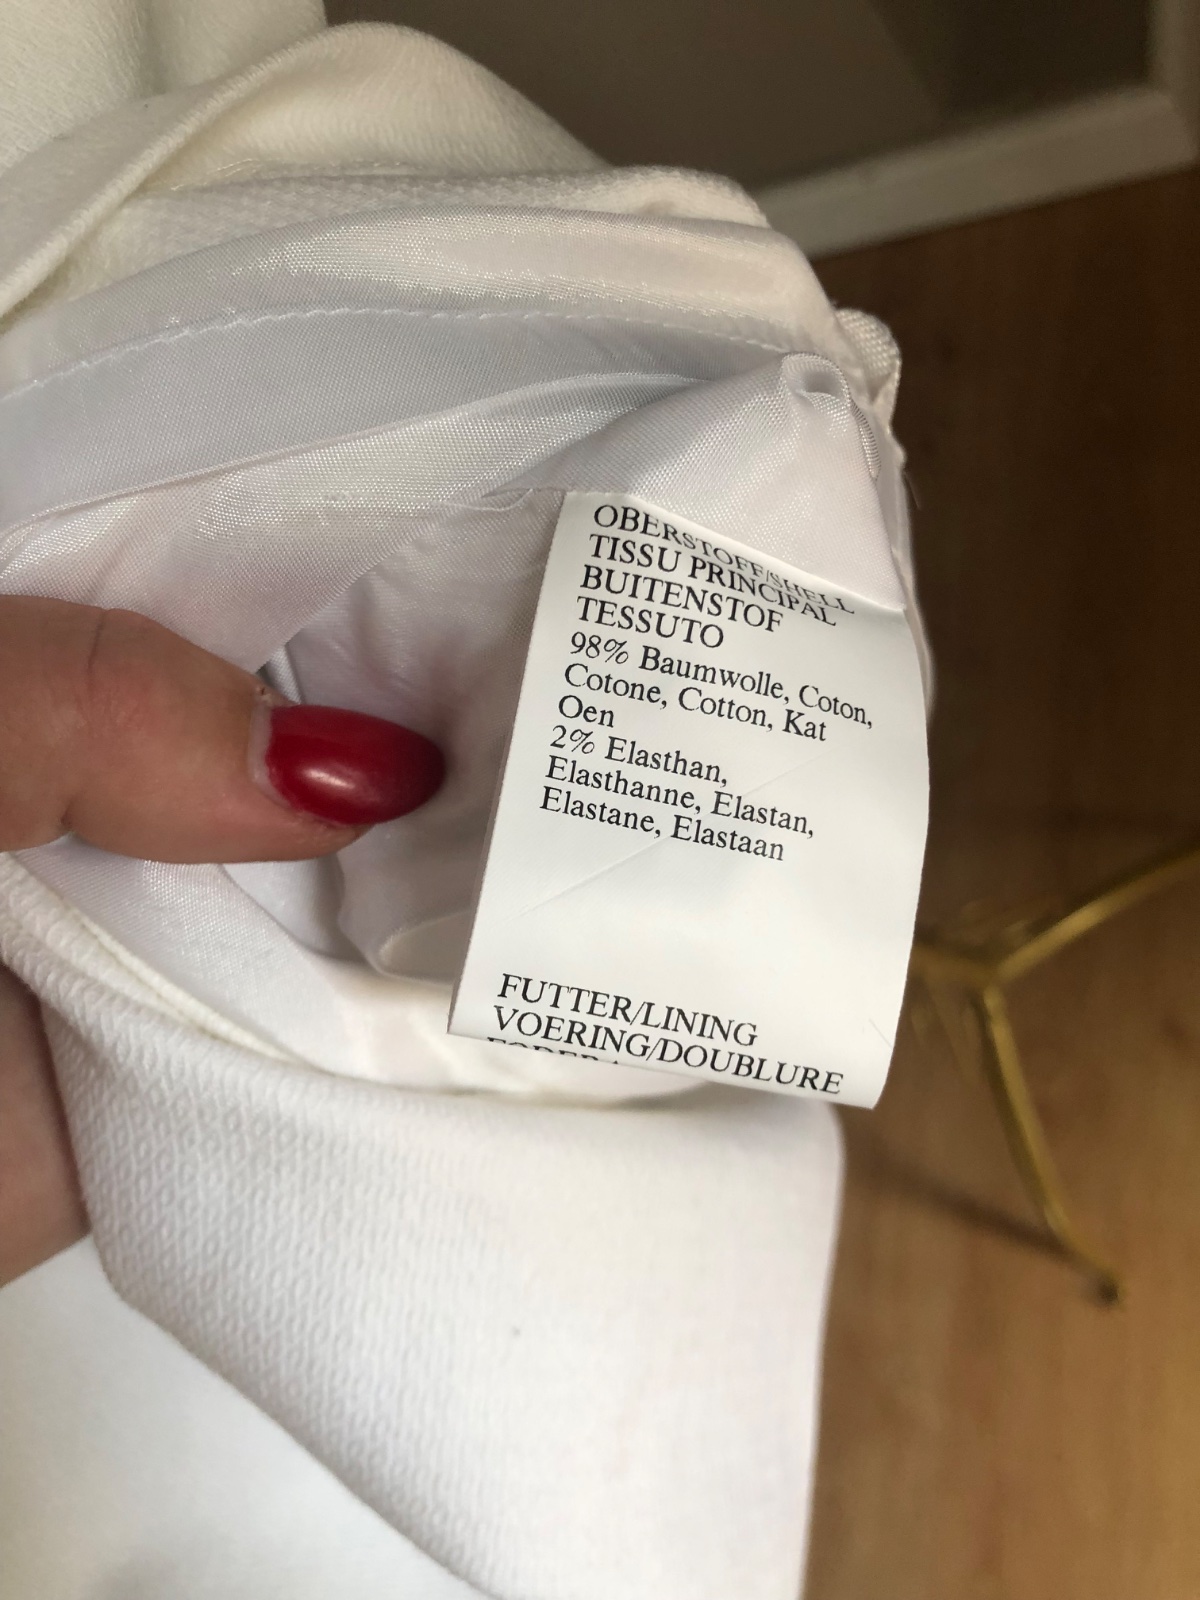 OBERSTOFF/SHELL
TISSU PRINCIPAL
BUITENSTOF
TESSUTO
98% Baumwolle, Coton,
Cotone, Cotton, Kat
Oen
2% Elasthan,
Elasthanne, Elastan,
Elastane, Elastaan
FUTTER/LINING
VOERING/DOUBLURE
FODERA